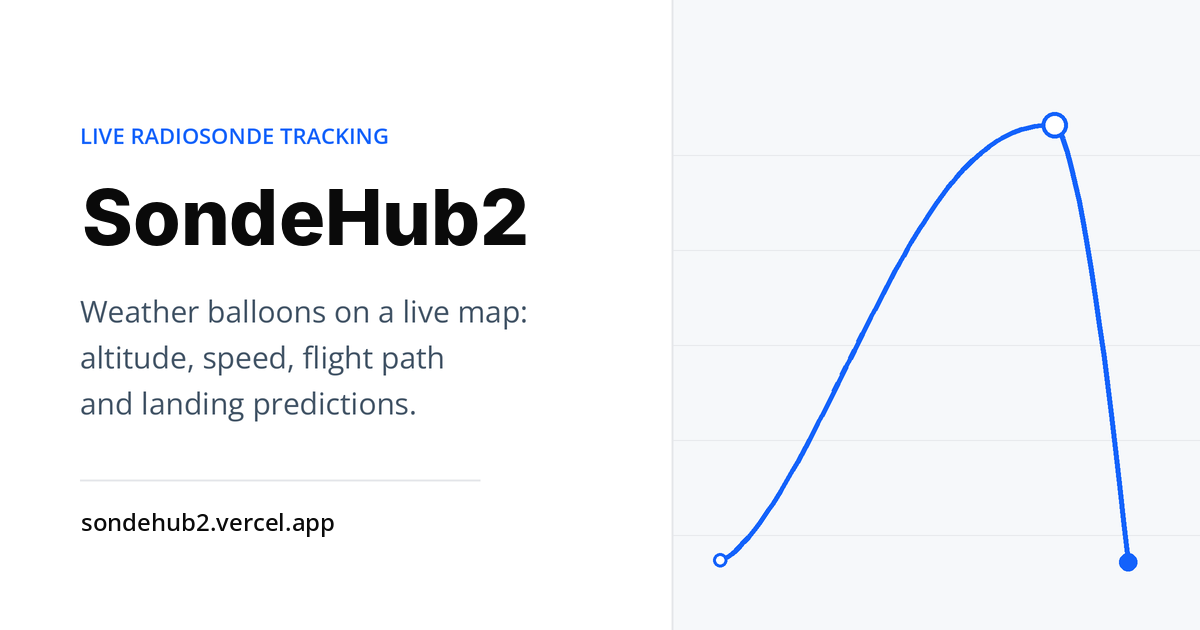 LIVE RADIOSONDE TRACKING
SondeHub2
Weather balloons on a live map:
altitude, speed, flight path
and landing predictions.
sondehub2.vercel.app